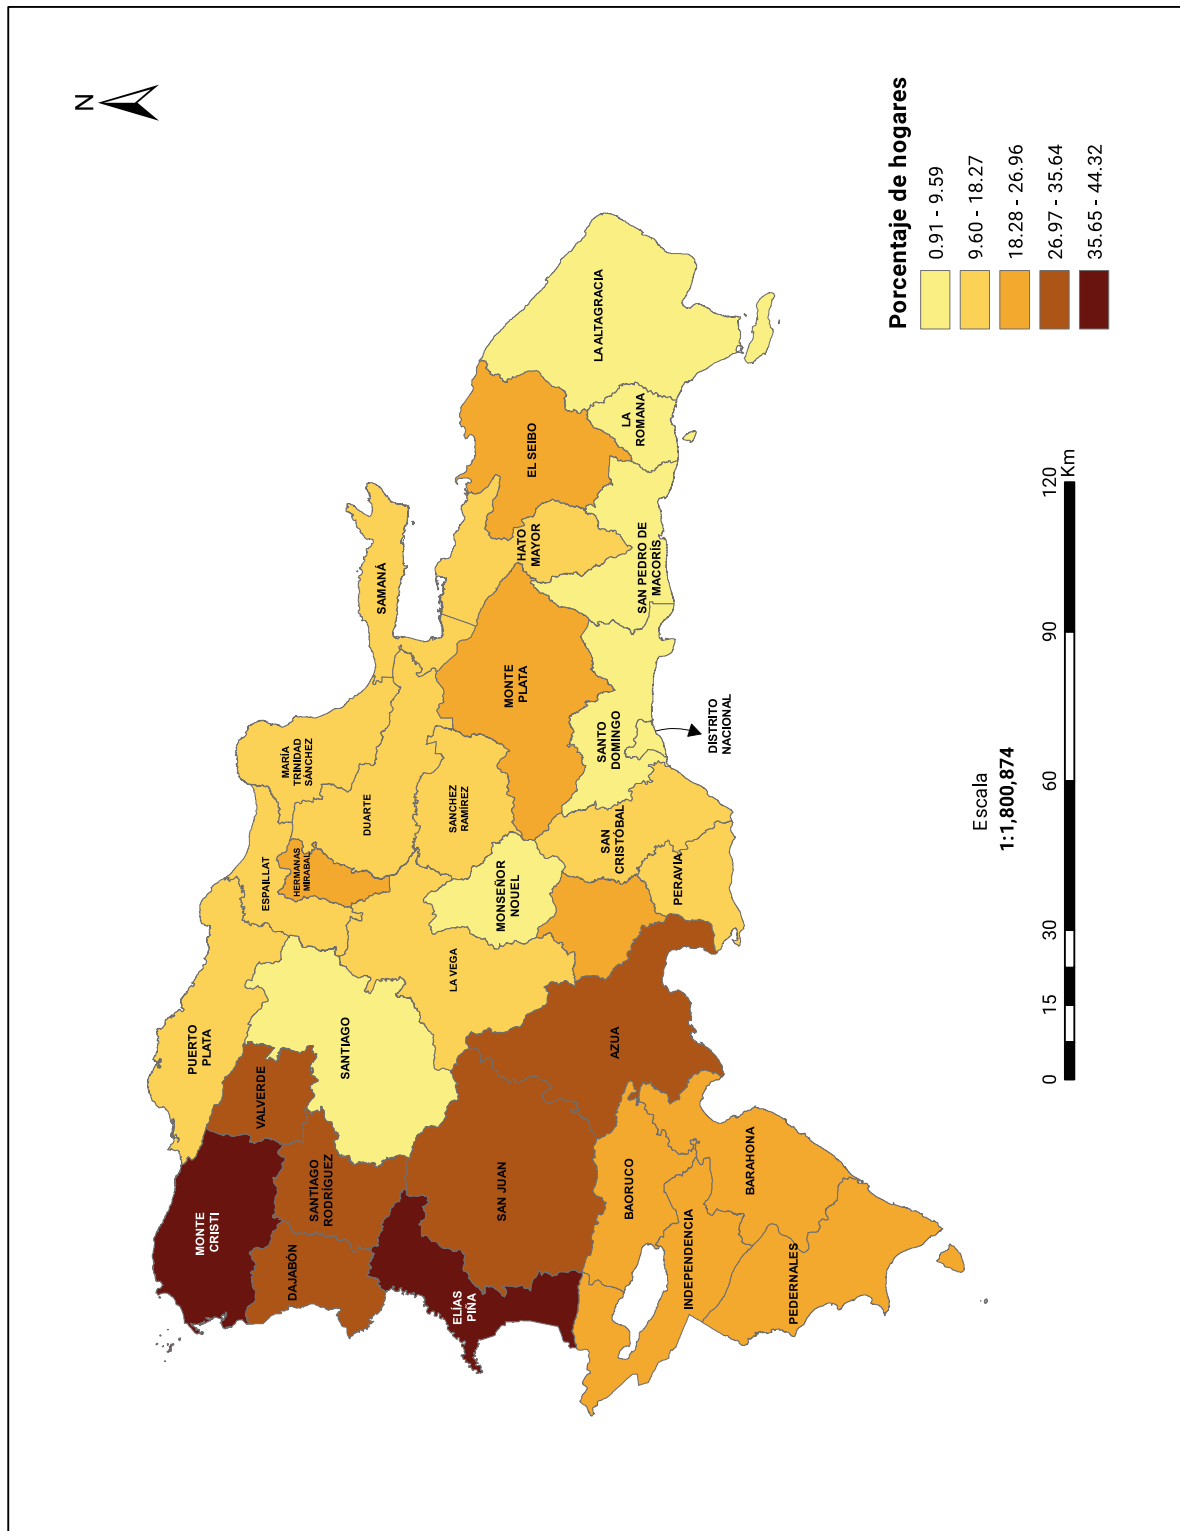 N
MONTE
CRISTI
PUERTO
PLATA
VALVERDE
DAJABÓN
SANTIAGO
RODRÍGUEZ
SANTIAGO
ESPAILLAT
HERMANAS
MIRABAL
MARÍA
TRINIDAD
SÁNCHEZ
DUARTE
SAMANÁ
LA VEGA
SANCHEZ
RAMÍREZ
MONSEÑOR
NOUEL
MONTE
PLATA
HATO
MAYOR
EL SEIBO
LA ALTAGRACIA
LA
ROMANA
SAN PEDRO DE
MACORÍS
SANTO
DOMINGO
DISTRITO
NACIONAL
SAN
CRISTÓBAL
PERAVIA
AZUA
SAN JUAN
ELÍAS
PIÑA
BAORUCO
INDEPENDENCIA
BARAHONA
PEDERNALES
Porcentaje de hogares
0.91 - 9.59
9.60 - 18.27
18.28 - 26.96
26.97 - 35.64
35.65 - 44.32
Escala
1:1,800,874
0 15 30 60 90 120
Km